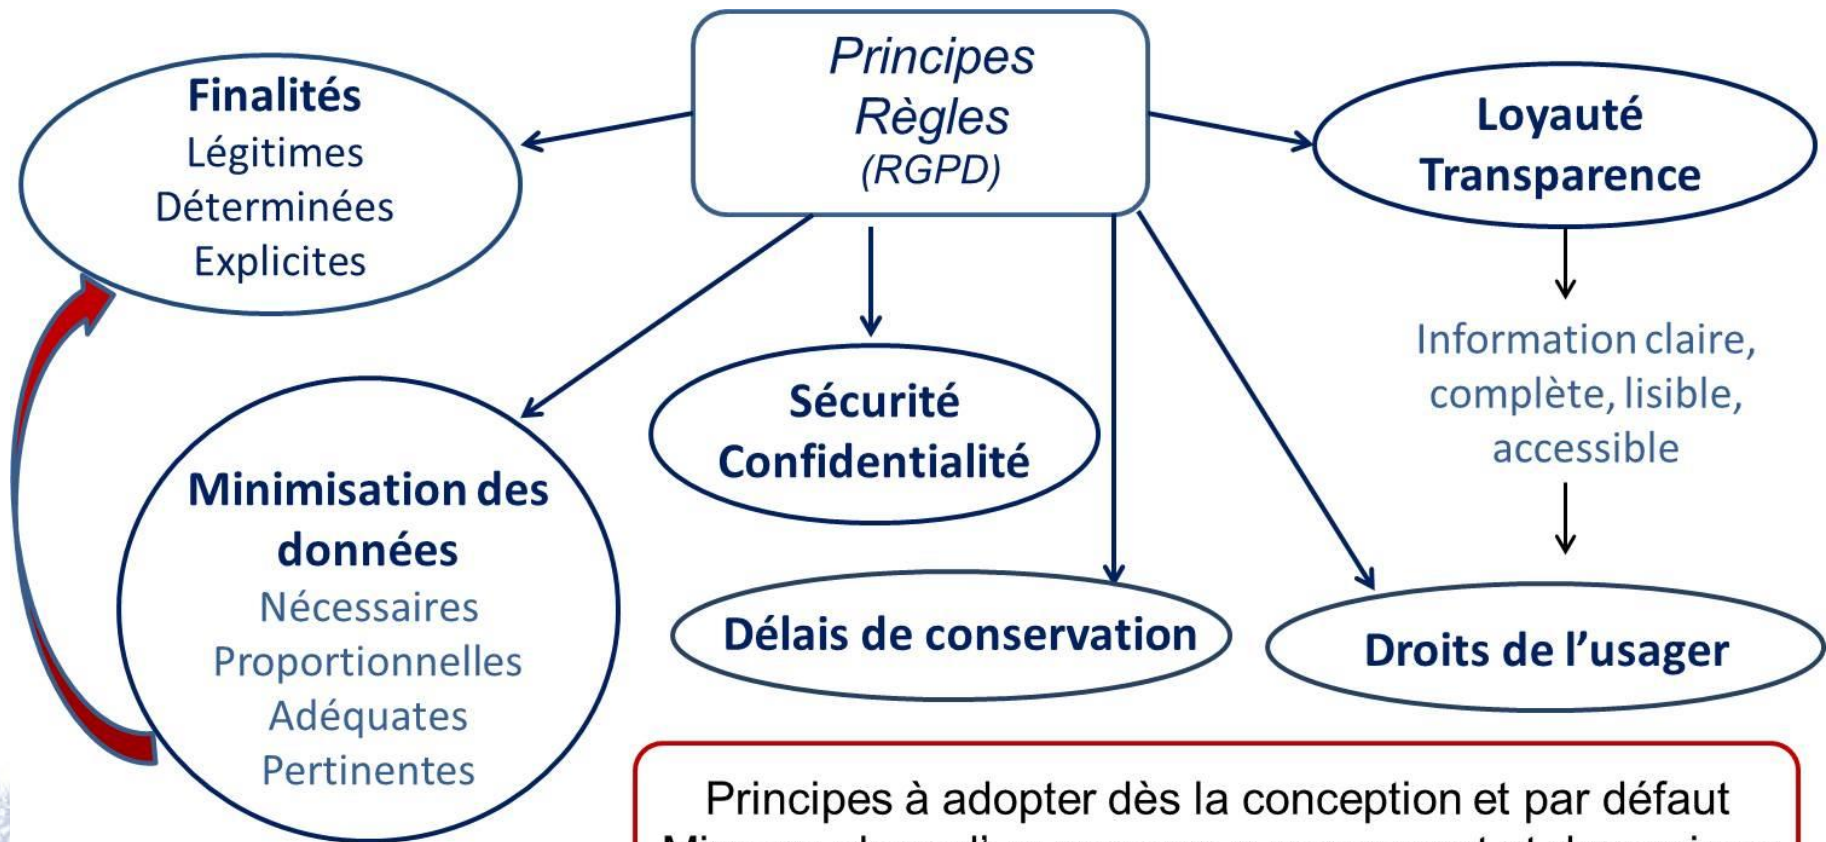 Principes
Règles
(RGPD)
Finalités
Légitimes
Déterminées
Explicites
Loyauté
Transparence
Information claire,
complète, lisible,
accessible
Sécurité
Confidentialité
Minimisation des
données
Nécessaires
Proportionnelles
Adéquates
Pertinentes
Délais de conservation
Droits de l’usager
Principes à adopter dès la conception et par défaut